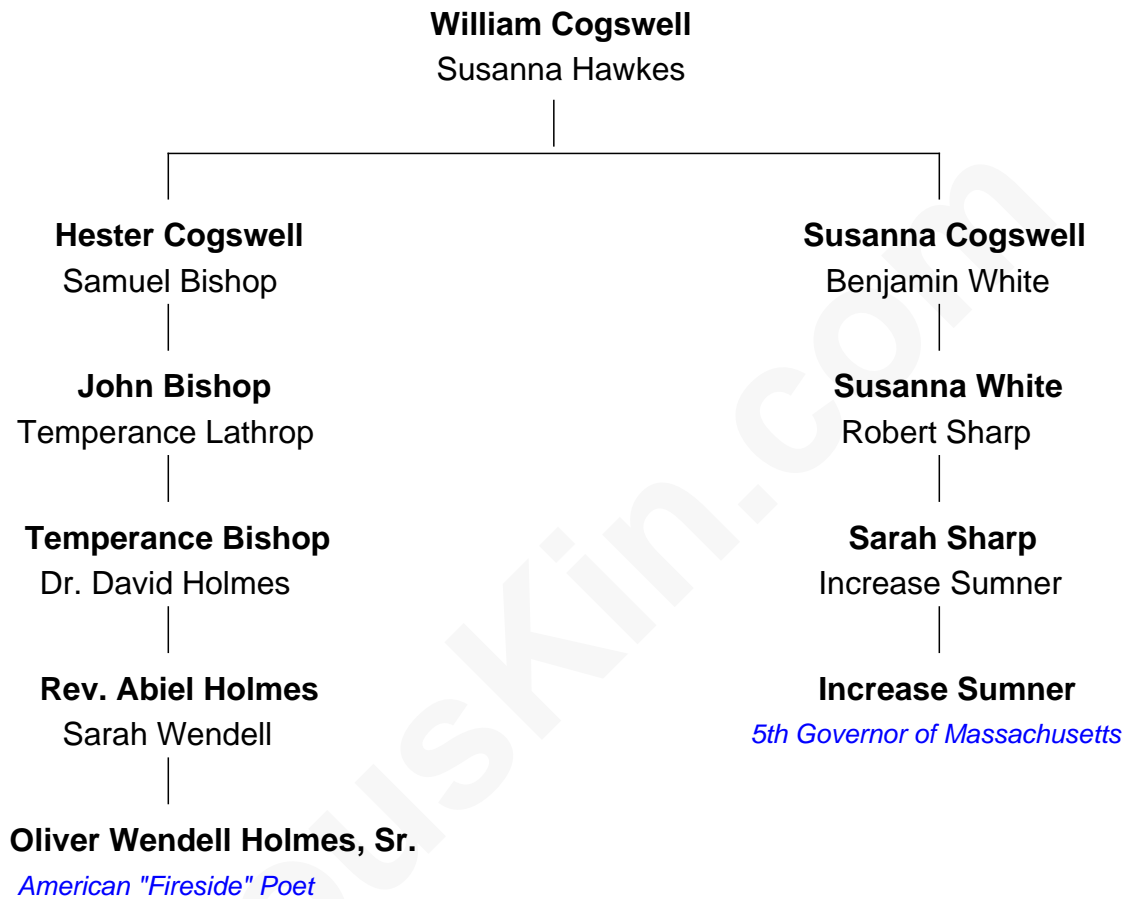 William Cogswell
Susanna Hawkes
Hester Cogswell
Samuel Bishop
Susanna Cogswell
Benjamin White
John Bishop
Temperance Lathrop
Susanna White
Robert Sharp
Temperance Bishop
Dr. David Holmes
Sarah Sharp
Increase Sumner
Rev. Abiel Holmes
Sarah Wendell
Increase Sumner
5th Governor of Massachusetts
Oliver Wendell Holmes, Sr.
American "Fireside" Poet
ousKin.com